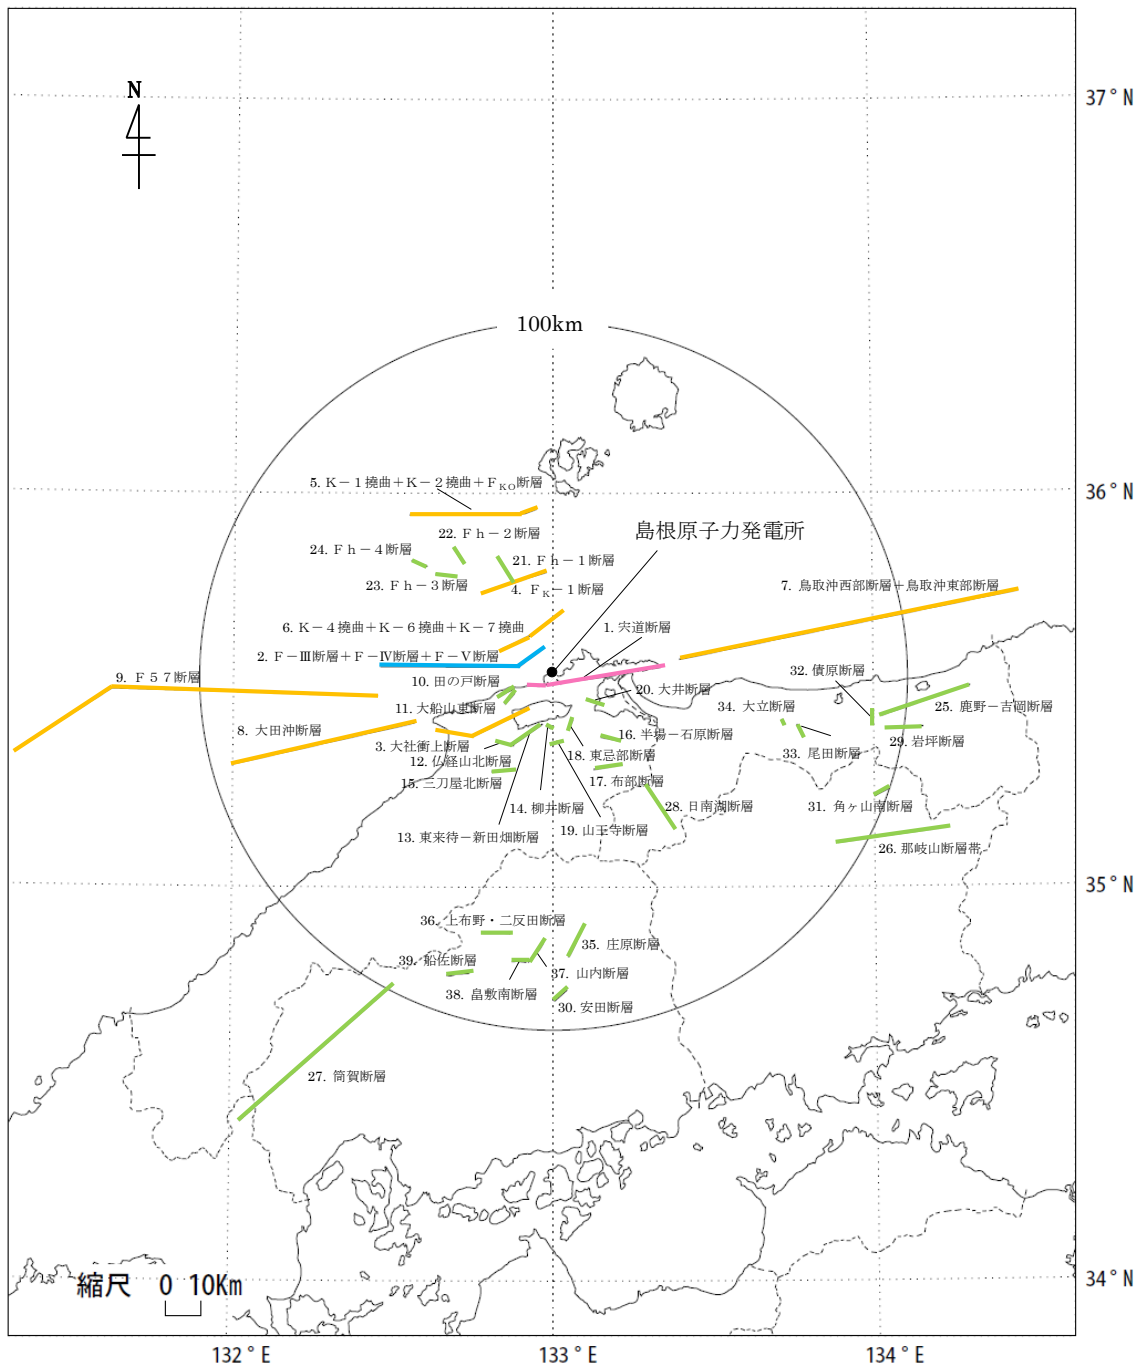 N
37°N
100km
5. K－1撓曲＋K－2撓曲＋FKO断層
36°N
22. Fh－2断層
島根原子力発電所
24. Fh－4断層
21. Fh－1断層
23. Fh－3断層
4. FK－1断層
7. 鳥取沖西部断層＋鳥取沖東部断層
6. K－4撓曲＋K－6撓曲＋K－7撓曲
1. 宍道断層
2. F－Ⅲ断層＋F－Ⅳ断層＋F－Ⅴ断層
9. F57断層
32. 債原断層
10. 田の戸断層
20. 大井断層
11. 大船山東断層
34. 大立断層
25. 鹿野－吉岡断層
8. 大田沖断層
16. 半場－石原断層
3. 大社衝上断層
18. 東忌部断層
33. 尾田断層
29. 岩坪断層
12. 仏経山北断層
15. 三刀屋北断層
17. 布部断層
14. 柳井断層
28. 日南湖断層
31. 角ヶ山南断層
13. 東来待－新田畑断層
19. 山王寺断層
26. 那岐山断層帯
35°N
36. 上布野・二反田断層
35. 庄原断層
39. 船佐断層
37. 山内断層
38. 畠敷南断層
30. 安田断層
27. 筒賀断層
34°N
縮尺 0 10Km
132°E
133°E
134°E